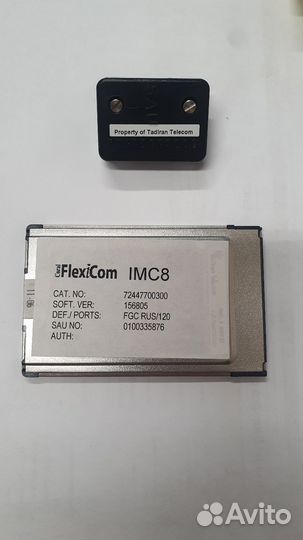 Property of Tadiran Telecom
Coral FlexiCom IMC8
CAT. NO: 72447700300
SOFT. VER: 156805
DEF./ PORTS: FGC RUS/120
SAU NO: 0100335876
AUTH:
Avito